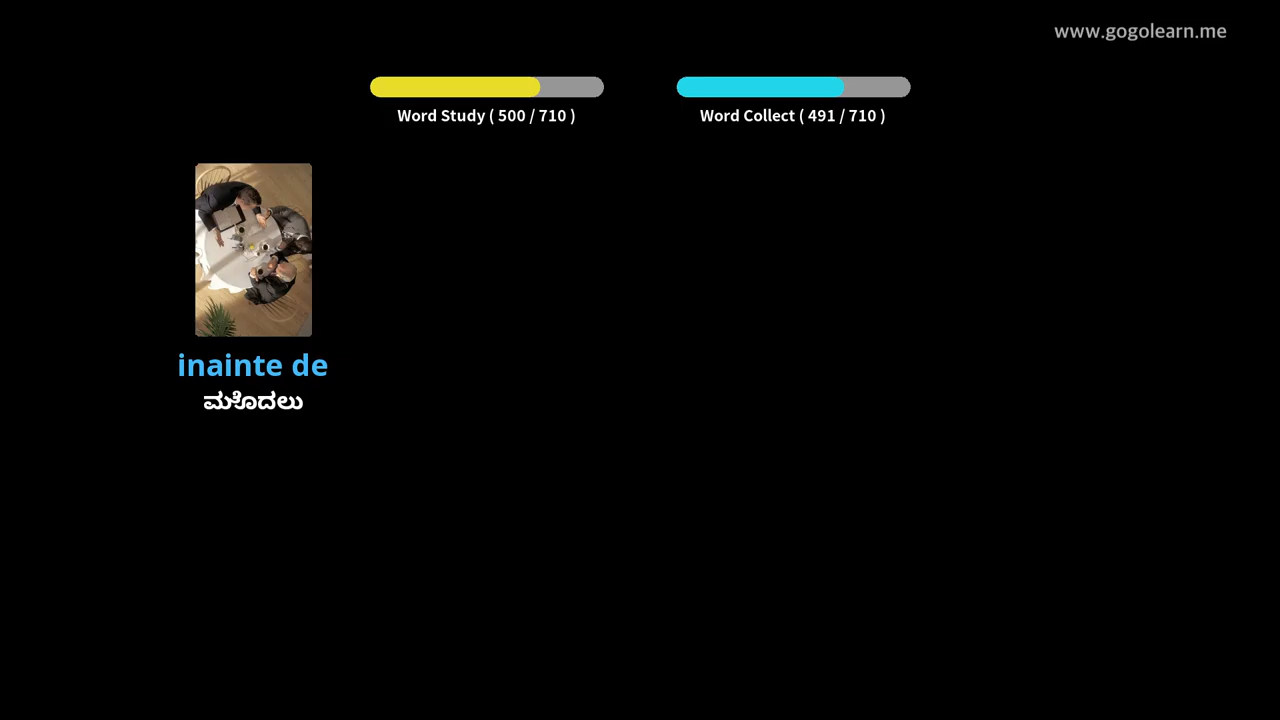 www.gogolearn.me
Word Study ( 500 / 710 )
Word Collect ( 491 / 710 )
inainte de
ಮೊದಲು